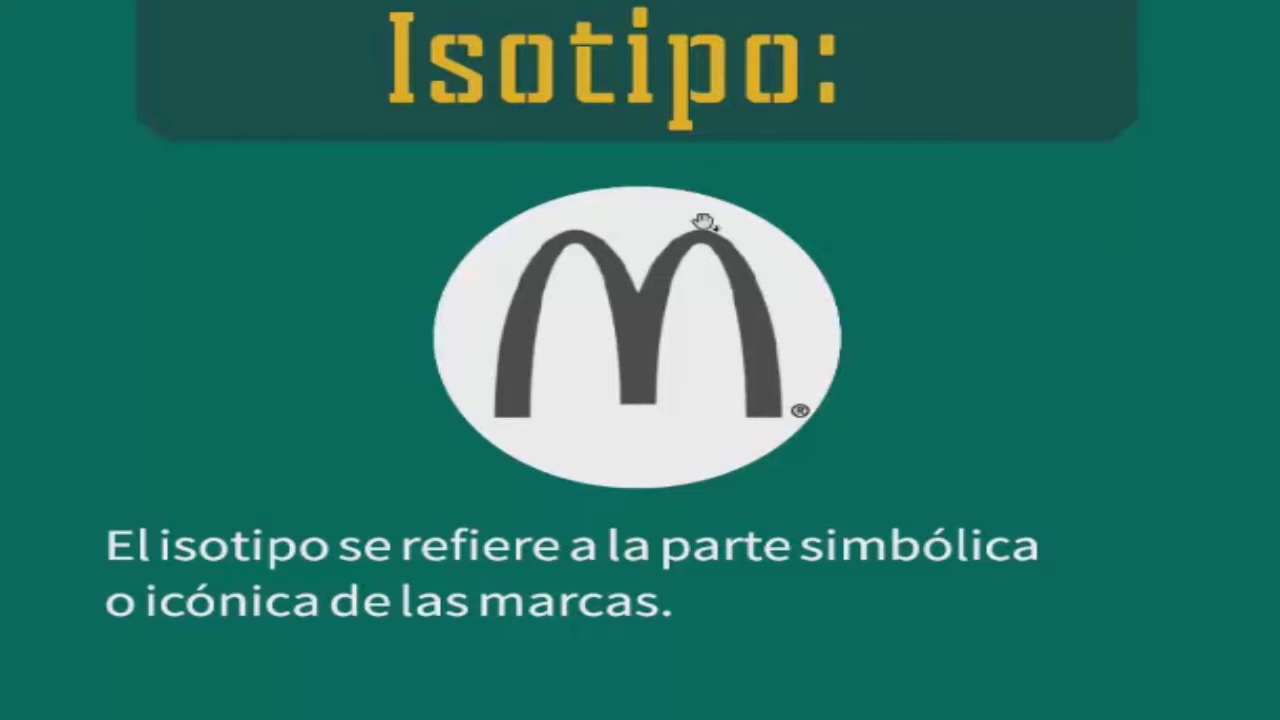 Isotipo:
M®
El isotipo se refiere a la parte simbólica
o icónica de las marcas.